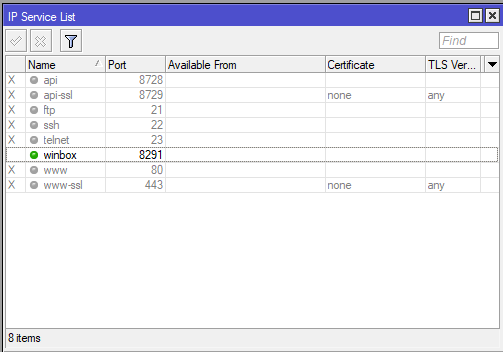 IP Service List
Find
Name Port Available From Certificate TLS Ver...
X api 8728
X api-ssl 8729 none any
X ftp 21
X ssh 22
X telnet 23
winbox 8291
X www 80
X www-ssl 443 none any
8 items